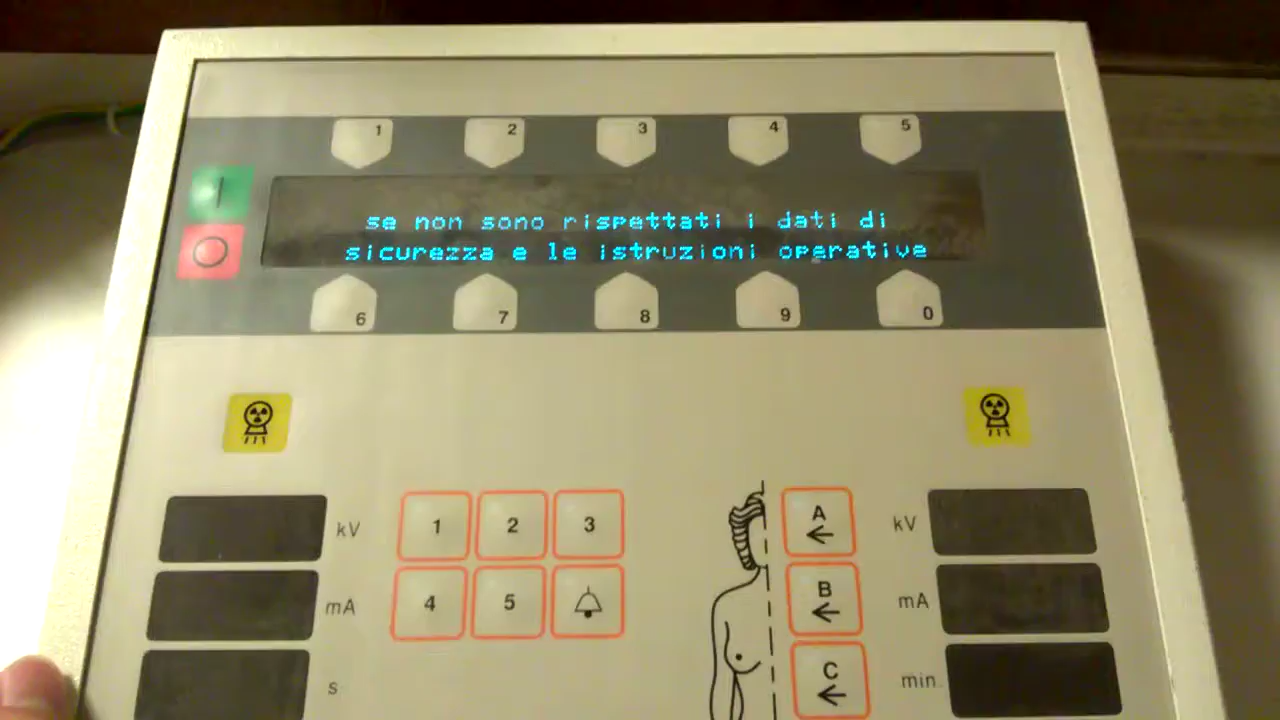 1 2 3 4 5
se non sono rispettati i dati di
sicurezza e le istruzioni operative
6 7 8 9 0
kV 1 2 3 A kV
mA 4 5 B mA
s C min.